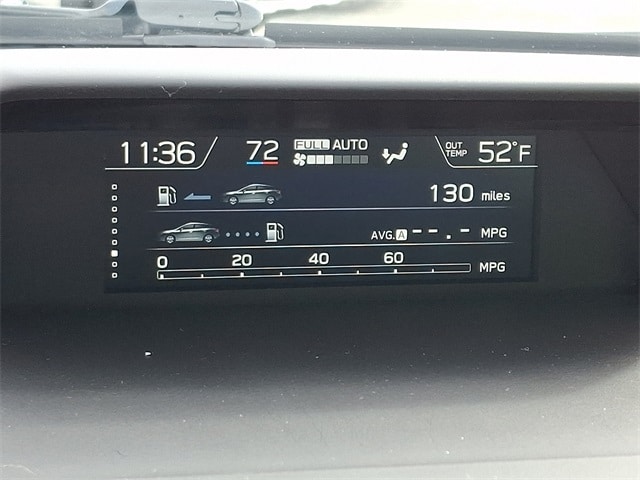 11:36 72 FULL AUTO OUT TEMP 52°F
130 miles
AVG. A --.- MPG
0 20 40 60 MPG